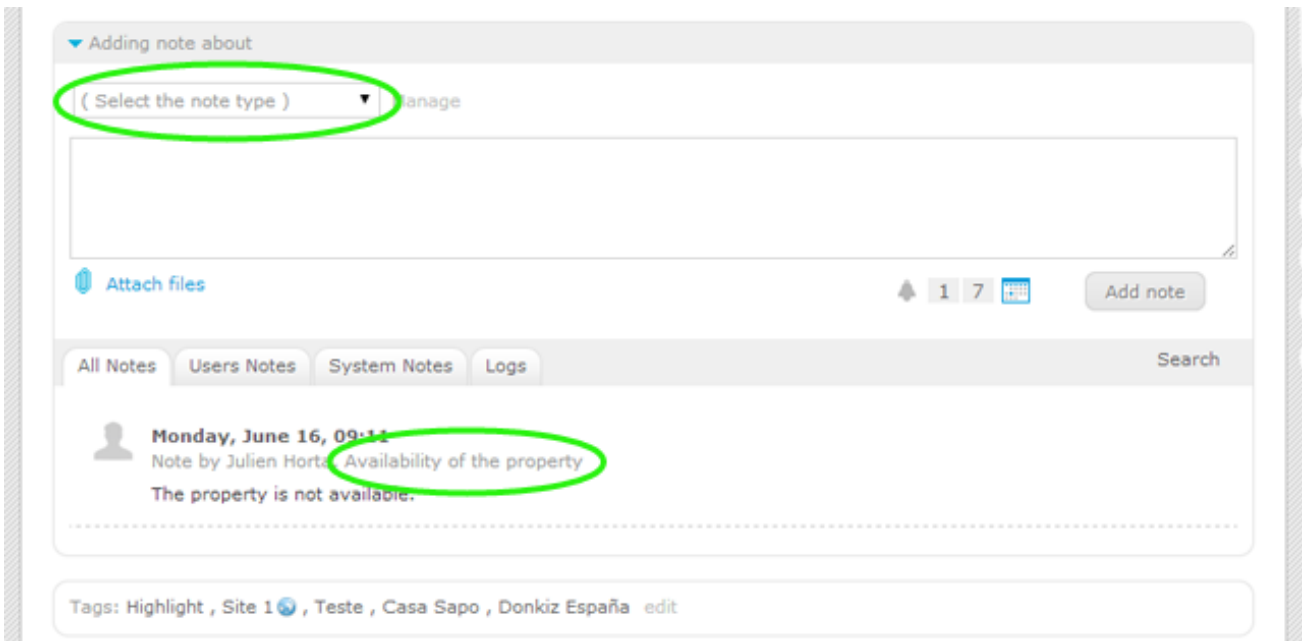 Adding note about
( Select the note type ) Manage
Attach files
1 7 Add note
All Notes Users Notes System Notes Logs Search
Monday, June 16, 09:11
Note by Julien Horta, Availability of the property
The property is not available.
Tags: Highlight , Site 1 , Teste , Casa Sapo , Donkiz España edit